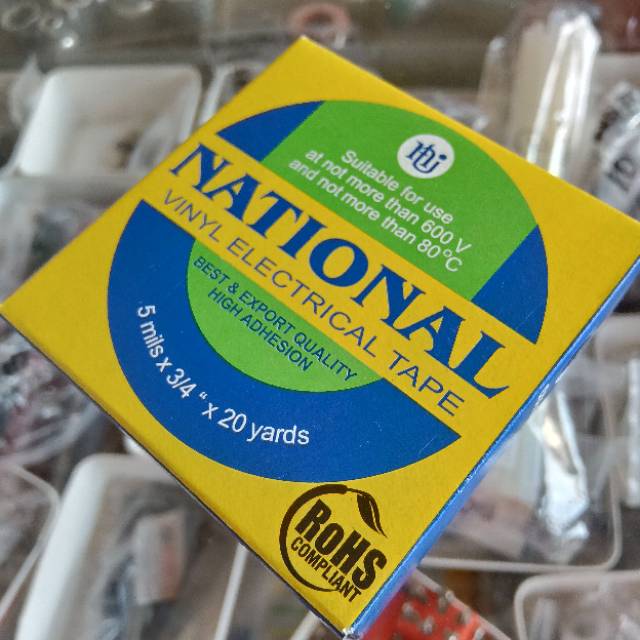 Suitable for use
at not more than 600 V
and not more than 80°C
NATIONAL
VINYL ELECTRICAL TAPE
BEST & EXPORT QUALITY
HIGH ADHESION
5 mils x 3/4 " x 20 yards
RoHS
COMPLIANT